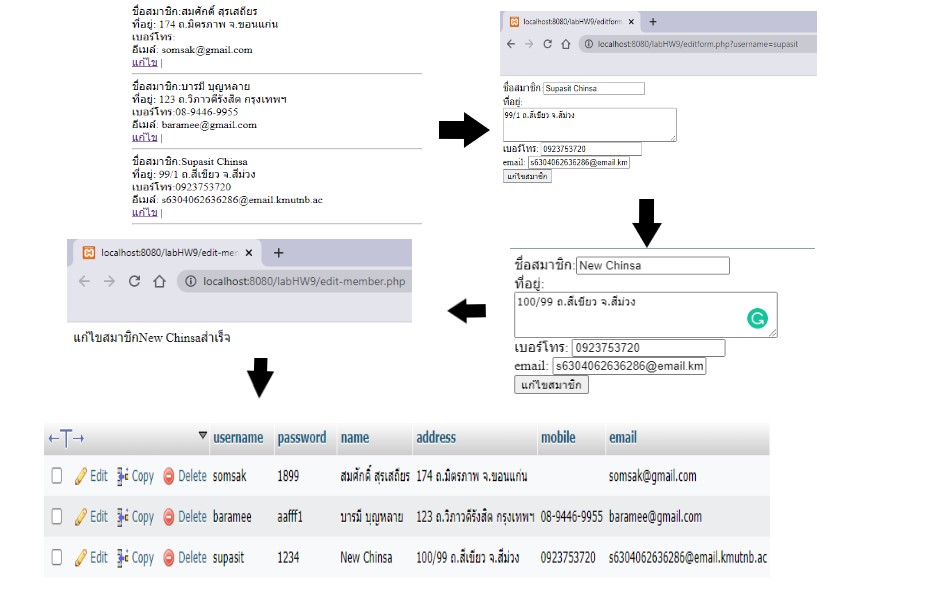 ชื่อสมาชิก:สมศักดิ์ สุรเสถียร
ที่อยู่: 174 ถ.มิตรภาพ จ.ขอนแก่น
เบอร์โทร:
อีเมล์: somsak@gmail.com
แก้ไข |
ชื่อสมาชิก:บารมี บุญหลาย
ที่อยู่: 123 ถ.วิภาวดีรังสิต กรุงเทพฯ
เบอร์โทร:08-9446-9955
อีเมล์: baramee@gmail.com
แก้ไข |
ชื่อสมาชิก:Supasit Chinsa
ที่อยู่: 99/1 ถ.สีเขียว จ.สีม่วง
เบอร์โทร:0923753720
อีเมล์: s6304062636286@email.kmutnb.ac
แก้ไข |
localhost:8080/labHW9/editform.
localhost:8080/labHW9/editform.php?username=supasit
ชื่อสมาชิก:Supasit Chinsa
ที่อยู่:
99/1 ถ.สีเขียว จ.สีม่วง
เบอร์โทร: 0923753720
email: s6304062636286@email.km
แก้ไขสมาชิก
ชื่อสมาชิก:New Chinsa
ที่อยู่:
100/99 ถ.สีเขียว จ.สีม่วง
เบอร์โทร: 0923753720
email: s6304062636286@email.km
แก้ไขสมาชิก
localhost:8080/labHW9/edit-mem
localhost:8080/labHW9/edit-member.php
แก้ไขสมาชิกNew Chinsaสำเร็จ
username password name address mobile email
Edit Copy Delete somsak 1899 สมศักดิ์ สุรเสถียร 174 ถ.มิตรภาพ จ.ขอนแก่น somsak@gmail.com
Edit Copy Delete baramee aafff1 บารมี บุญหลาย 123 ถ.วิภาวดีรังสิต กรุงเทพฯ 08-9446-9955 baramee@gmail.com
Edit Copy Delete supasit 1234 New Chinsa 100/99 ถ.สีเขียว จ.สีม่วง 0923753720 s6304062636286@email.kmutnb.ac